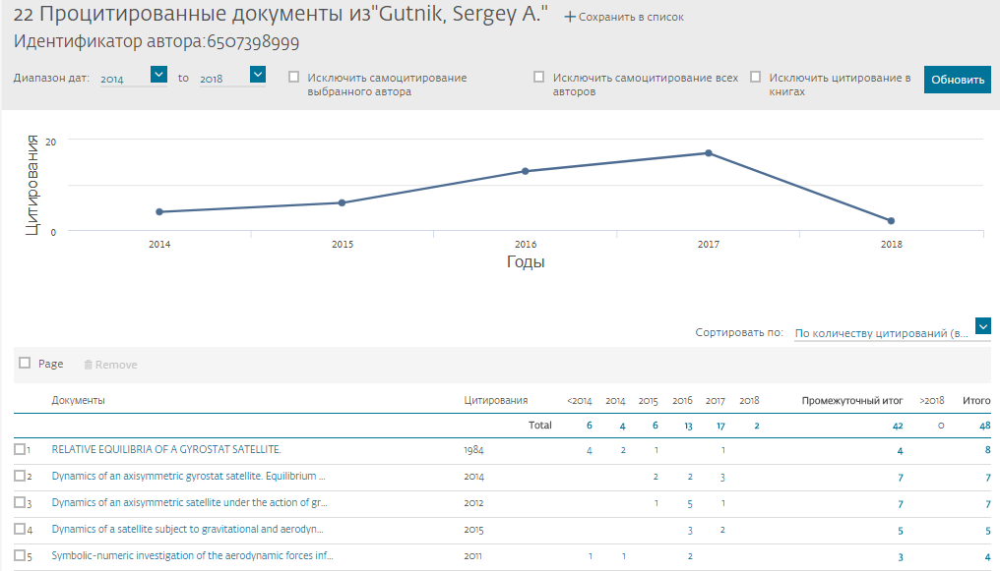 22 Процитированные документы из"Gutnik, Sergey A." + Сохранить в список
Идентификатор автора:6507398999
Диапазон дат: 2014 to 2018 Исключить самоцитирование выбранного автора Исключить самоцитирование всех авторов Исключить цитирование в книгах Обновить
Цитирования
20
0
2014 2015 2016 2017 2018
Годы
Сортировать по: По количеству цитирований (в...
Page Remove
Документы Цитирования <2014 2014 2015 2016 2017 2018 Промежуточный итог >2018 Итого
Total 6 4 6 13 17 2 42 0 48
1 RELATIVE EQUILIBRIA OF A GYROSTAT SATELLITE. 1984 4 2 1 1 4 8
2 Dynamics of an axisymmetric gyrostat satellite. Equilibrium ... 2014 2 2 3 7 7
3 Dynamics of an axisymmetric satellite under the action of gr... 2012 1 5 1 7 7
4 Dynamics of a satellite subject to gravitational and aerodyn... 2015 3 2 5 5
5 Symbolic-numeric investigation of the aerodynamic forces inf... 2011 1 1 2 3 4